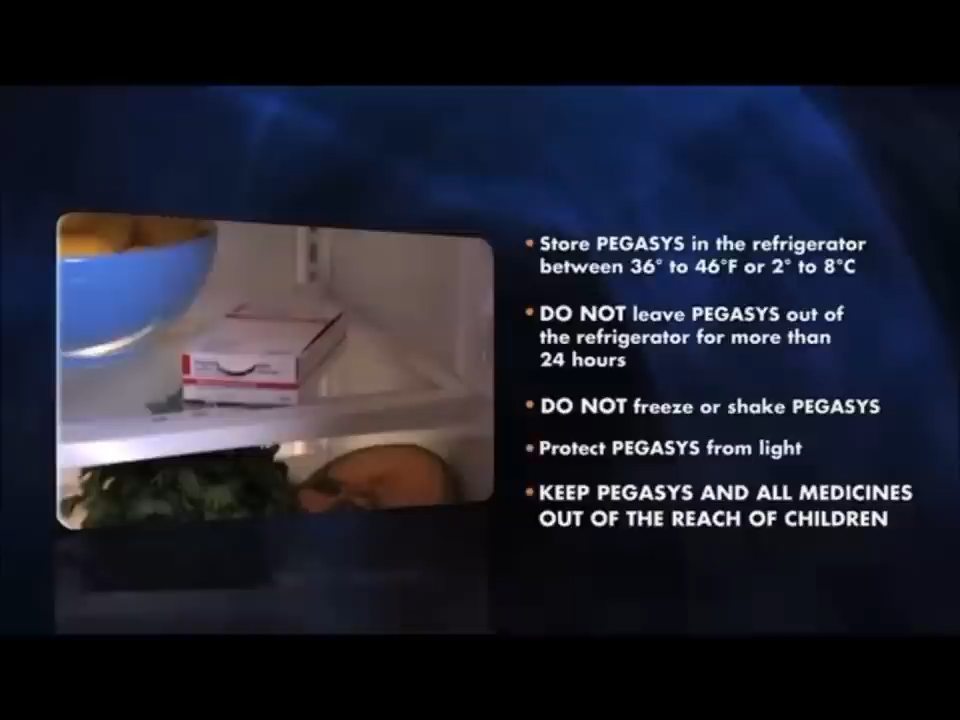 • Store PEGASYS in the refrigerator
between 36° to 46°F or 2° to 8°C
• DO NOT leave PEGASYS out of
the refrigerator for more than
24 hours
• DO NOT freeze or shake PEGASYS
• Protect PEGASYS from light
• KEEP PEGASYS AND ALL MEDICINES
OUT OF THE REACH OF CHILDREN